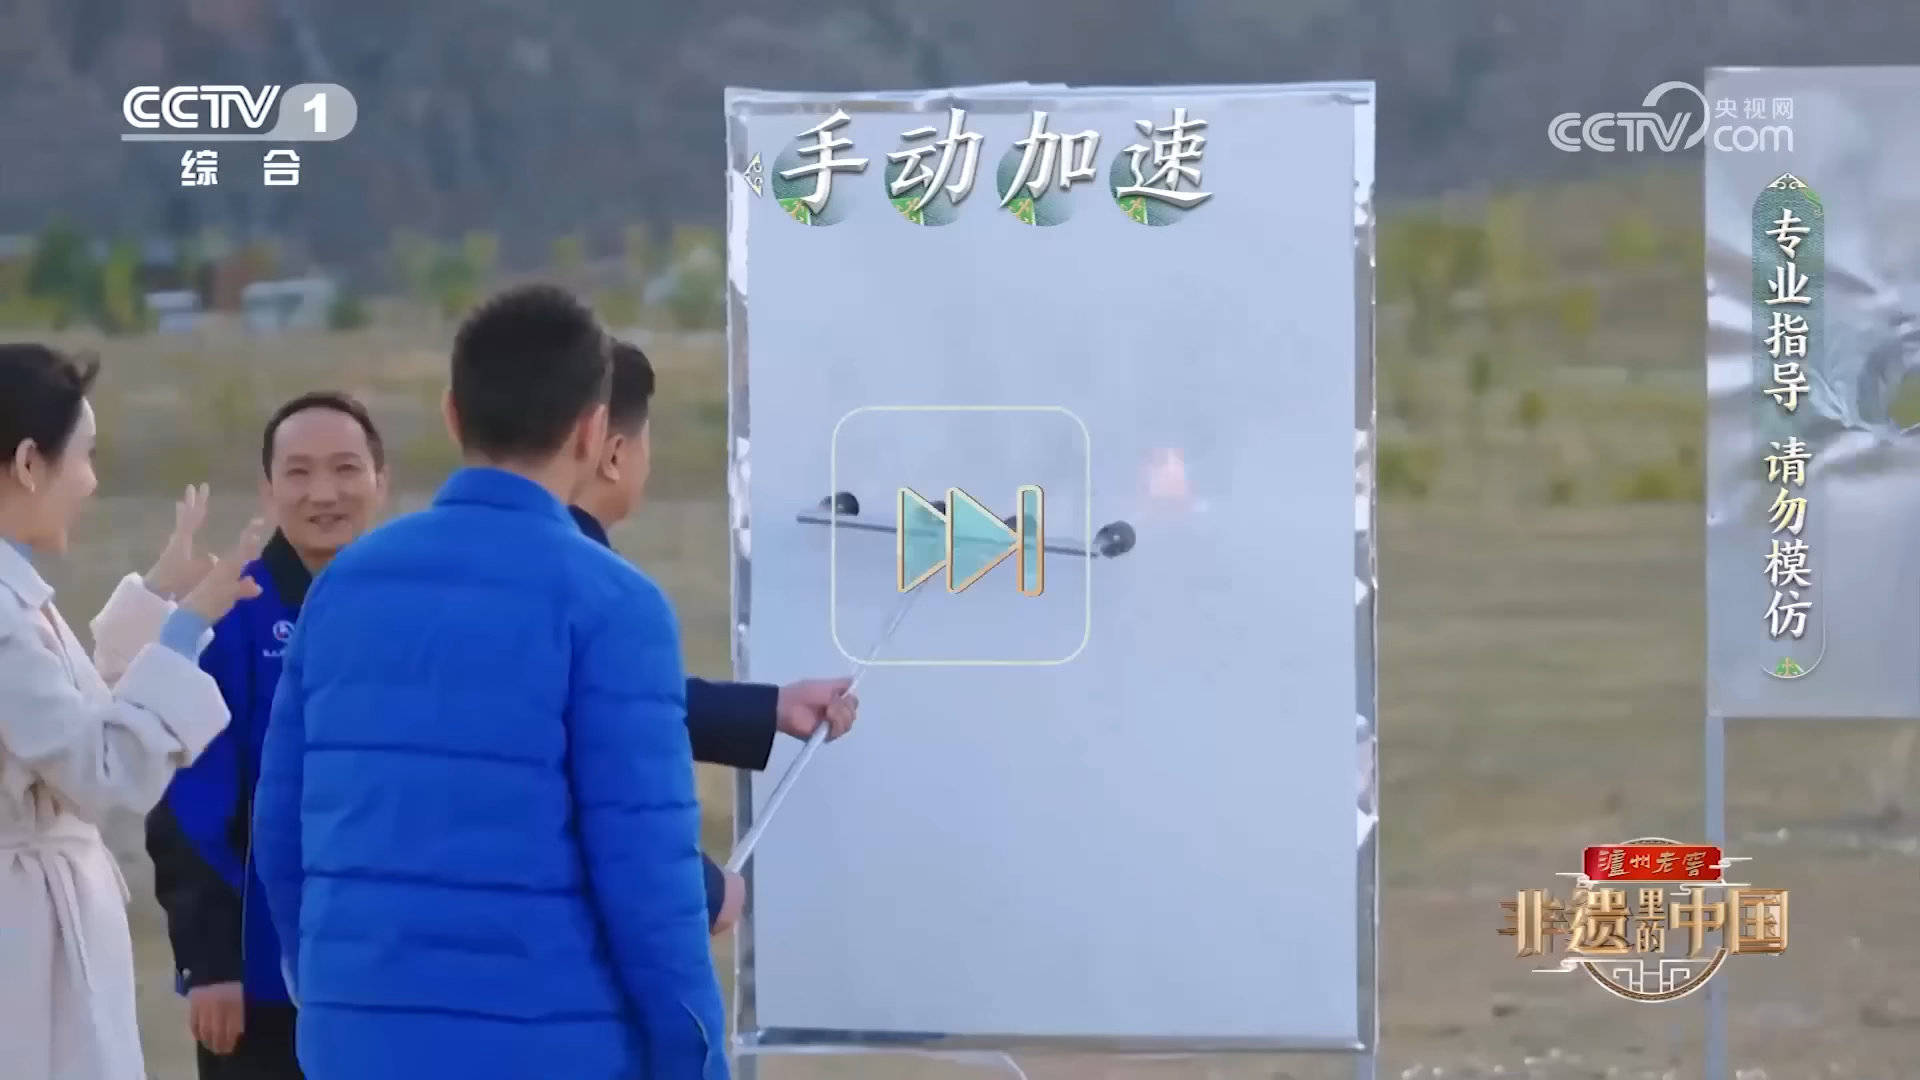 CCTV 1
综合
手动加速
央视网
CCTV.com
专业指导 请勿模仿
泸州老窖
非遗里的中国